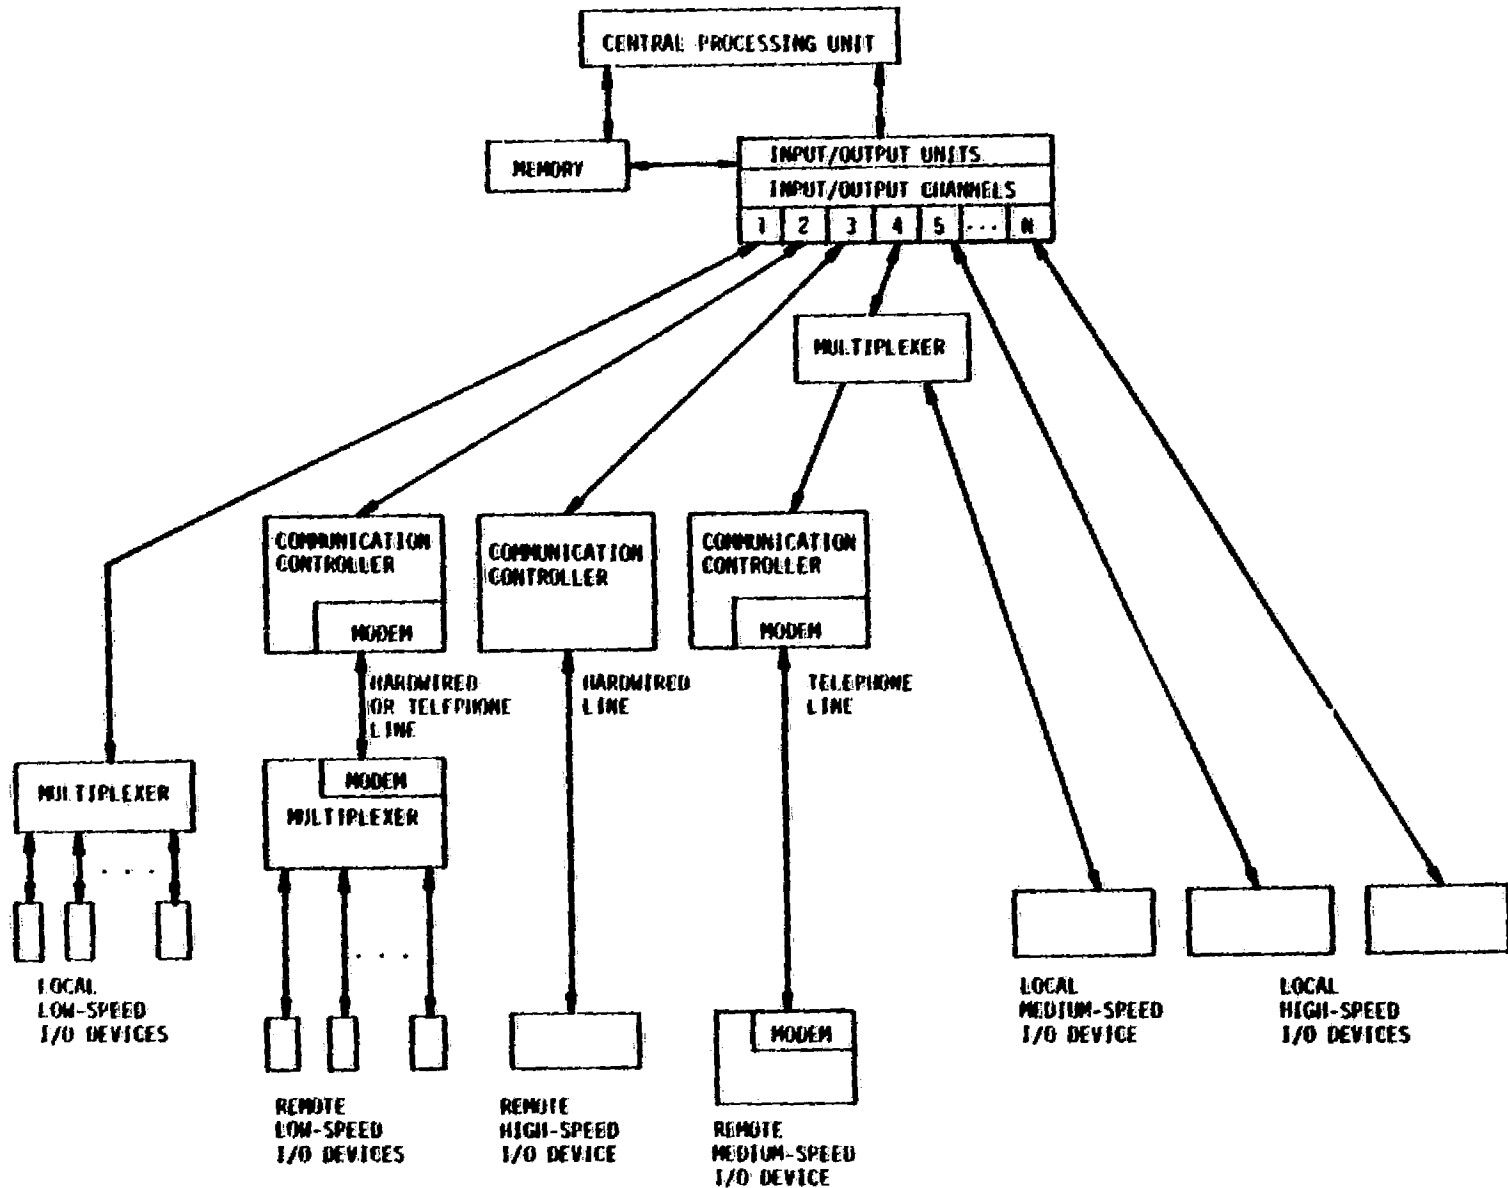 CENTRAL PROCESSING UNIT
MEMORY
INPUT/OUTPUT UNITS
INPUT/OUTPUT CHANNELS
1 2 3 4 5 ... N
MULTIPLEXER
COMMUNICATION
CONTROLLER
MODEM
COMMUNICATION
CONTROLLER
COMMUNICATION
CONTROLLER
MODEM
HARDWIRED
OR TELEPHONE
LINE
HARDWIRED
LINE
TELEPHONE
LINE
MULTIPLEXER
MODEM
MULTIPLEXER
. . .
. . .
LOCAL
LOW-SPEED
I/O DEVICES
LOCAL
MEDIUM-SPEED
I/O DEVICE
LOCAL
HIGH-SPEED
I/O DEVICES
MODEM
REMOTE
LOW-SPEED
I/O DEVICES
REMOTE
HIGH-SPEED
I/O DEVICE
REMOTE
MEDIUM-SPEED
I/O DEVICE